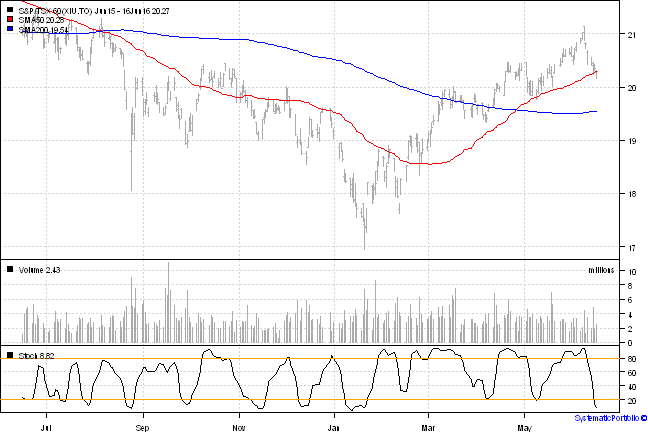 S&P/TSX 60(XIU.TO) Jun15 - 16Jun16 20.27
SMA50 20.28
SMA200 19.54
21
20
19
18
17
Volume 2.43
millions
10
8
6
4
2
0
Stoch 8.82
80
60
40
20
Jul Sep Nov Jan Mar May
SystematicPortfolio ©